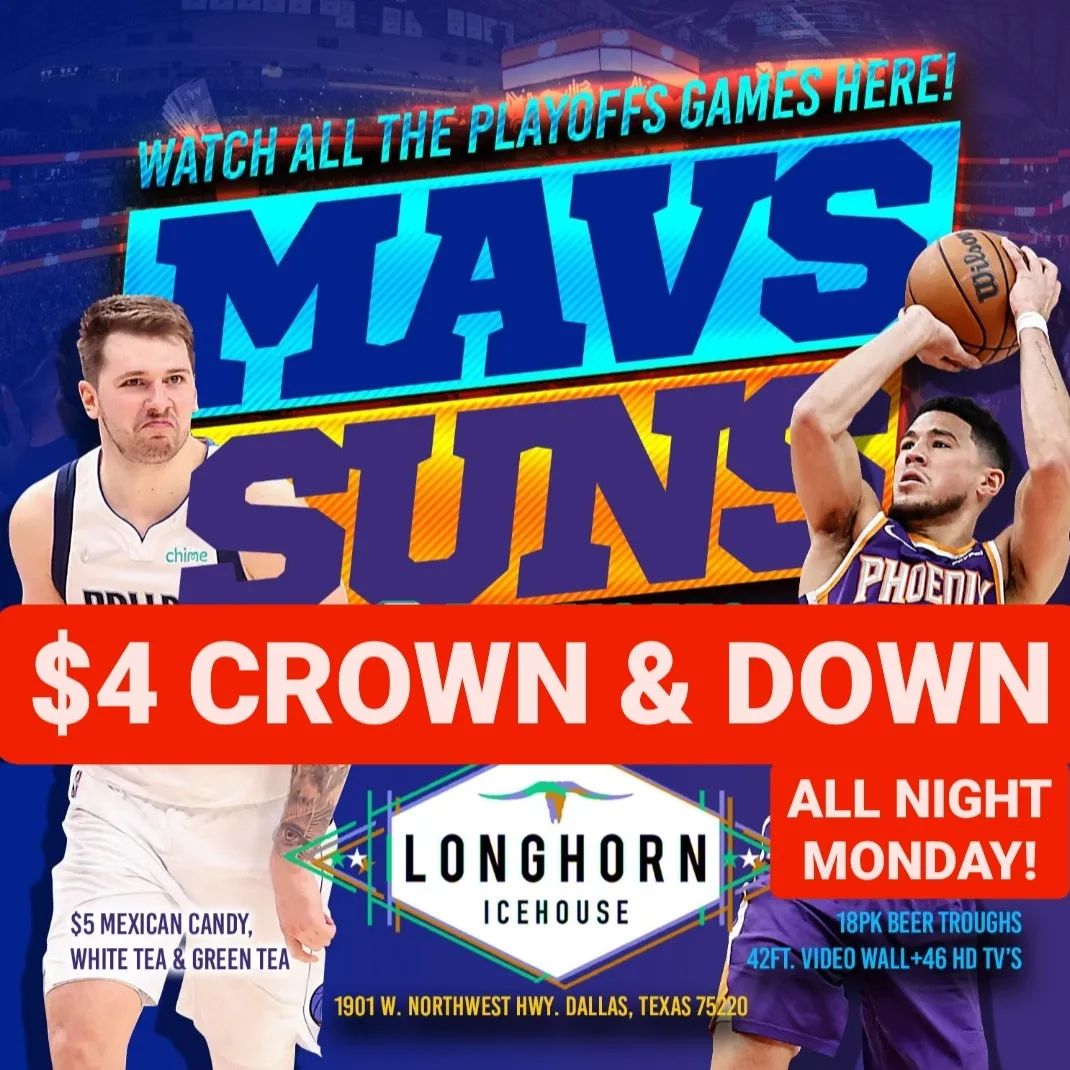 WATCH ALL THE PLAYOFFS GAMES HERE!
MAVS
SUNS
Wilson
chime
PHOENIX
$4 CROWN & DOWN
ALL NIGHT
MONDAY!
LONGHORN
ICEHOUSE
$5 MEXICAN CANDY,
WHITE TEA & GREEN TEA
18PK BEER TROUGHS
42FT. VIDEO WALL+46 HD TV'S
1901 W. NORTHWEST HWY. DALLAS, TEXAS 75220